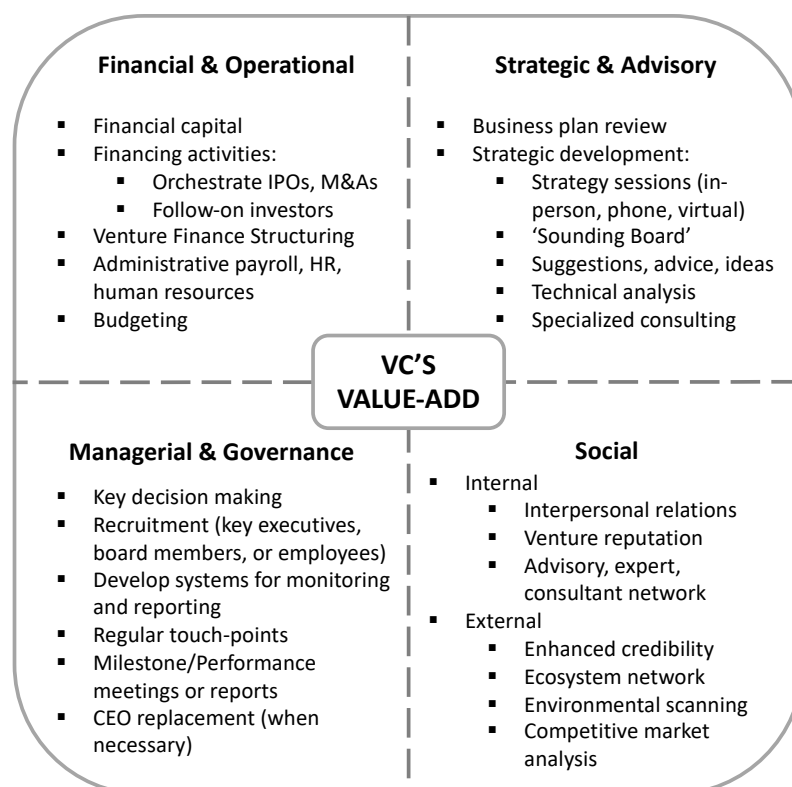 Financial & Operational
▪ Financial capital
▪ Financing activities:
▪ Orchestrate IPOs, M&As
▪ Follow-on investors
▪ Venture Finance Structuring
▪ Administrative payroll, HR,
human resources
▪ Budgeting
Strategic & Advisory
▪ Business plan review
▪ Strategic development:
▪ Strategy sessions (in-
person, phone, virtual)
▪ ‘Sounding Board’
▪ Suggestions, advice, ideas
▪ Technical analysis
▪ Specialized consulting
VC’S
VALUE-ADD
Managerial & Governance
▪ Key decision making
▪ Recruitment (key executives,
board members, or employees)
▪ Develop systems for monitoring
and reporting
▪ Regular touch-points
▪ Milestone/Performance
meetings or reports
▪ CEO replacement (when
necessary)
Social
▪ Internal
▪ Interpersonal relations
▪ Venture reputation
▪ Advisory, expert,
consultant network
▪ External
▪ Enhanced credibility
▪ Ecosystem network
▪ Environmental scanning
▪ Competitive market
analysis